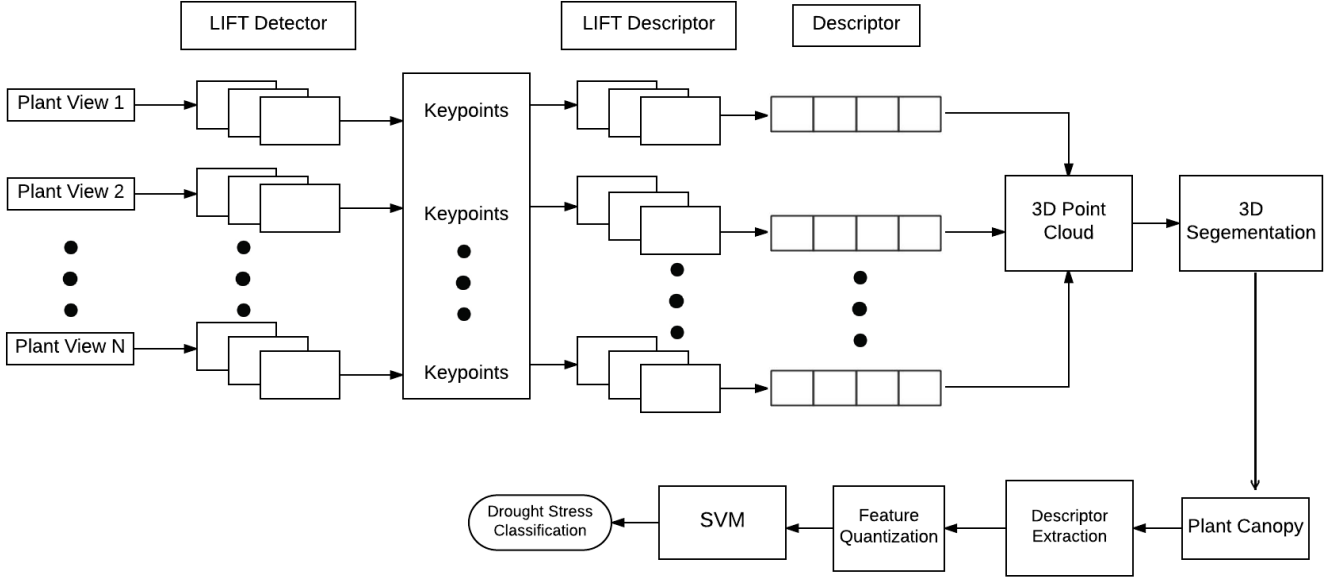 LIFT Detector
LIFT Descriptor
Descriptor
Plant View 1
Keypoints
Plant View 2
Keypoints
3D Point
Cloud
3D
Segementation
Plant View N
Keypoints
Drought Stress
Classification
SVM
Feature
Quantization
Descriptor
Extraction
Plant Canopy